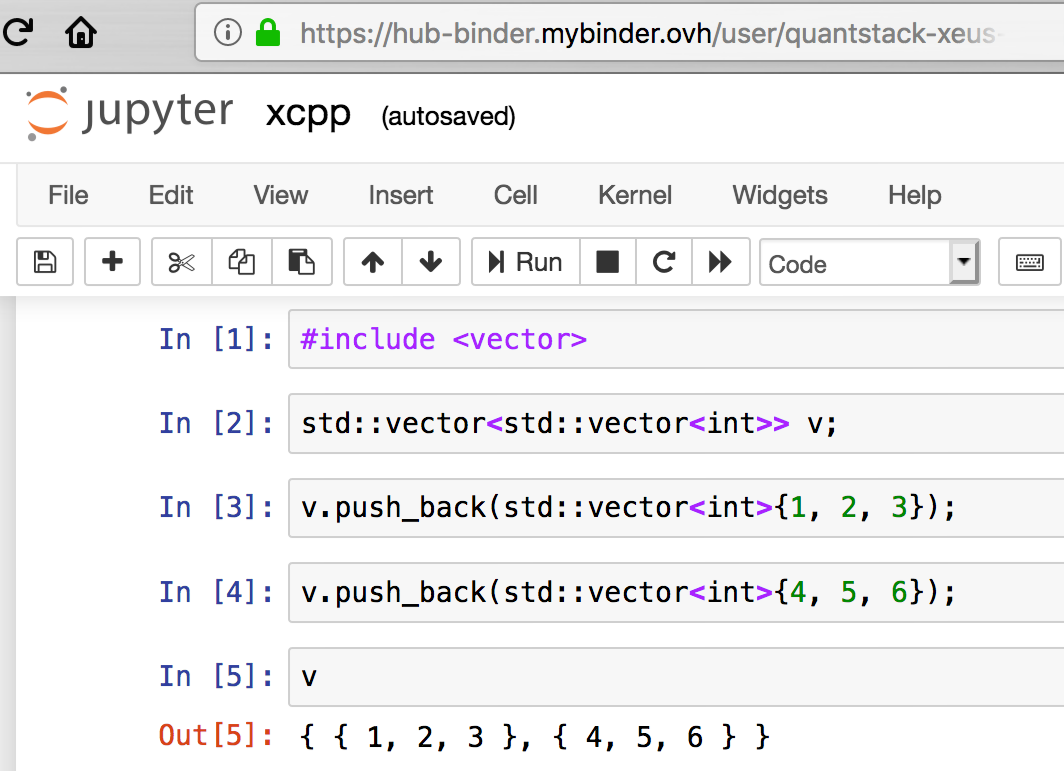 https://hub-binder.mybinder.ovh/user/quantstack-xeus-
jupyter xcpp (autosaved)
File Edit View Insert Cell Kernel Widgets Help
Run Code
In [1]: #include <vector>
In [2]: std::vector<std::vector<int>> v;
In [3]: v.push_back(std::vector<int>{1, 2, 3});
In [4]: v.push_back(std::vector<int>{4, 5, 6});
In [5]: v
Out[5]: { { 1, 2, 3 }, { 4, 5, 6 } }